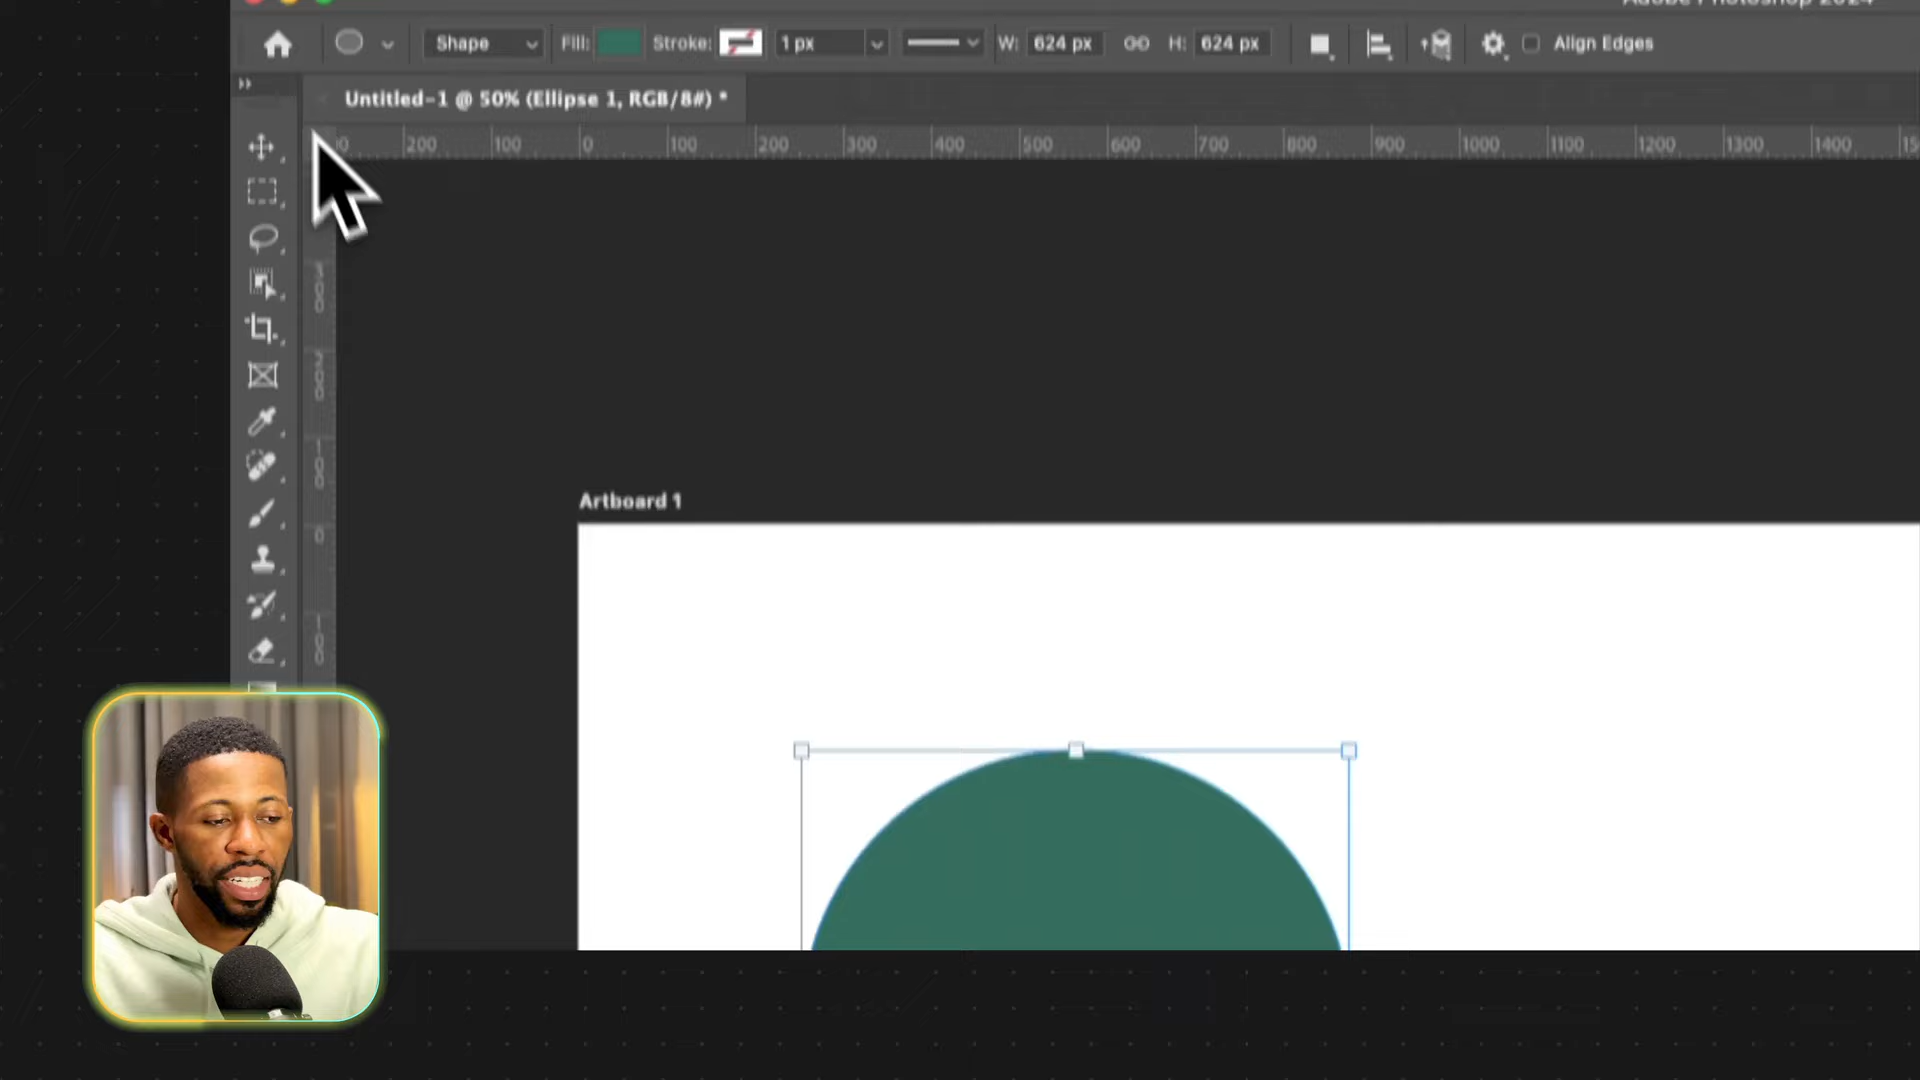 Shape Fill: Stroke: 1 px W: 624 px H: 624 px Align Edges
Untitled-1 @ 50% (Ellipse 1, RGB/8#) *
200 100 0 100 200 300 400 500 600 700 800 900 1000 1100 1200 1300 1400
Artboard 1
0